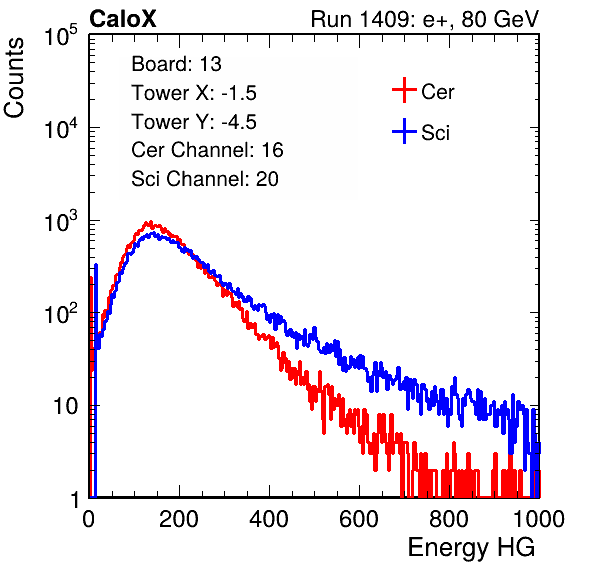 CaloX Run 1409: e+, 80 GeV
Counts
Board: 13
Tower X: -1.5
Tower Y: -4.5
Cer Channel: 16
Sci Channel: 20
Cer
Sci
10^5
10^4
10^3
10^2
10
1
0 200 400 600 800 1000
Energy HG